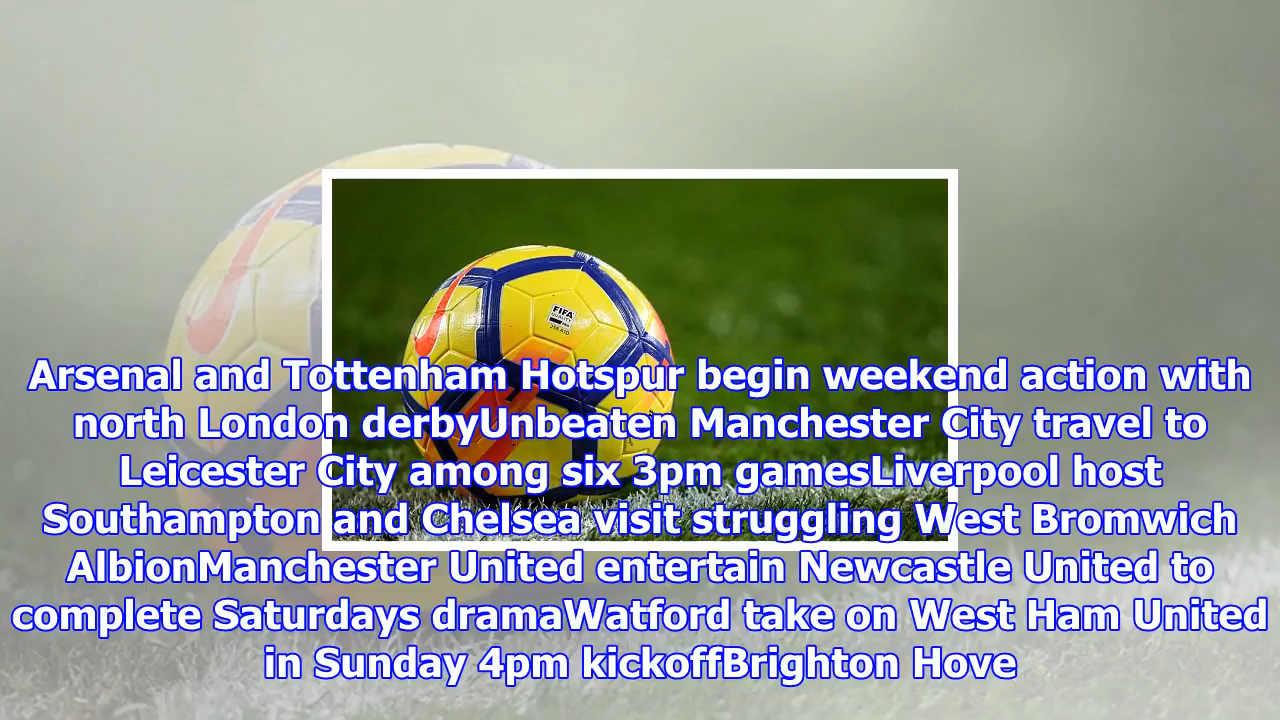 FIFA
Arsenal and Tottenham Hotspur begin weekend action with
north London derbyUnbeaten Manchester City travel to
Leicester City among six 3pm gamesLiverpool host
Southampton and Chelsea visit struggling West Bromwich
AlbionManchester United entertain Newcastle United to
complete Saturdays dramaWatford take on West Ham United
in Sunday 4pm kickoffBrighton Hove